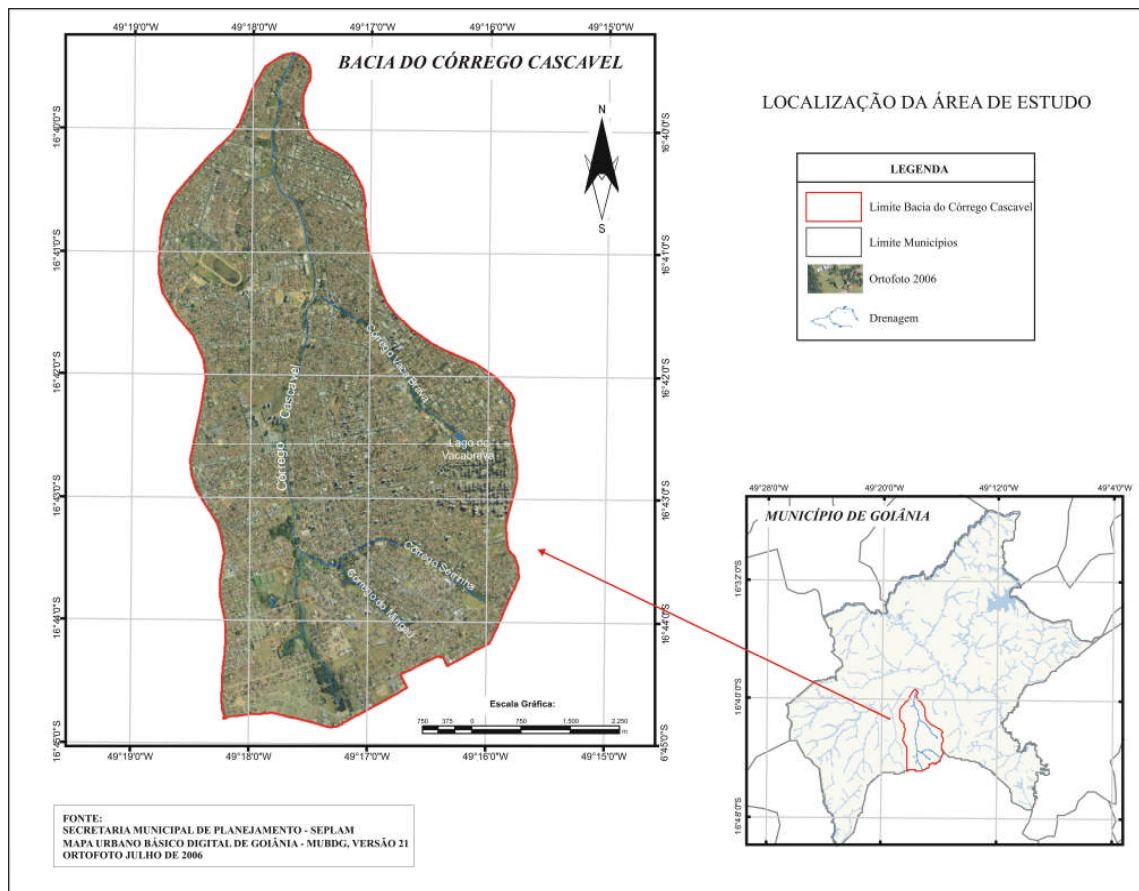 49°19'0"W 49°18'0"W 49°17'0"W 49°16'0"W 49°15'0"W
BACIA DO CÓRREGO CASCAVEL
N
S
16°40'0"S
16°40'0"S
16°41'0"S
16°41'0"S
16°42'0"S
16°42'0"S
16°43'0"S
16°43'0"S
16°44'0"S
16°44'0"S
16°45'0"S
6°45'0"S
Córrego Vaca Brava
Córrego Cascavel
Lago do
Vacabrava
Córrego Serrinha
Córrego do
Escala Gráfica:
750 375 0 750 1.500 2.250
m
49°19'0"W 49°18'0"W 49°17'0"W 49°16'0"W 49°15'0"W
LOCALIZAÇÃO DA ÁREA DE ESTUDO
LEGENDA
Limite Bacia do Córrego Cascavel
Limite Municípios
Ortofoto 2006
Drenagem
49°28'0"W 49°20'0"W 49°12'0"W 49°4'0"W
MUNICÍPIO DE GOIÂNIA
16°32'0"S
16°40'0"S
16°48'0"S
FONTE:
SECRETARIA MUNICIPAL DE PLANEJAMENTO - SEPLAM
MAPA URBANO BÁSICO DIGITAL DE GOIÂNIA - MUBDG, VERSÃO 21
ORTOFOTO JULHO DE 2006